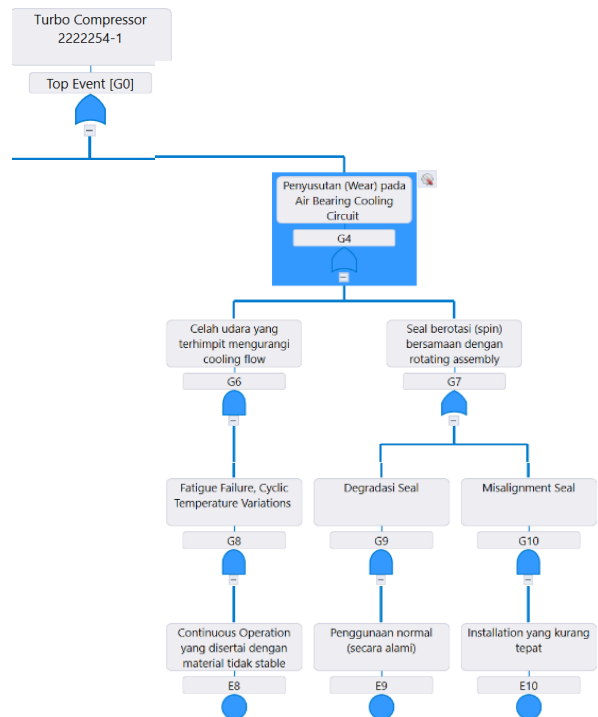 Turbo Compressor
2222254-1
Top Event [G0]
Penyusutan (Wear) pada
Air Bearing Cooling
Circuit
G4
Celah udara yang
terhimpit mengurangi
cooling flow
G6
Seal berotasi (spin)
bersamaan dengan
rotating assembly
G7
Fatigue Failure, Cyclic
Temperature Variations
G8
Degradasi Seal
G9
Misalignment Seal
G10
Continuous Operation
yang disertai dengan
material tidak stable
E8
Penggunaan normal
(secara alami)
E9
Installation yang kurang
tepat
E10